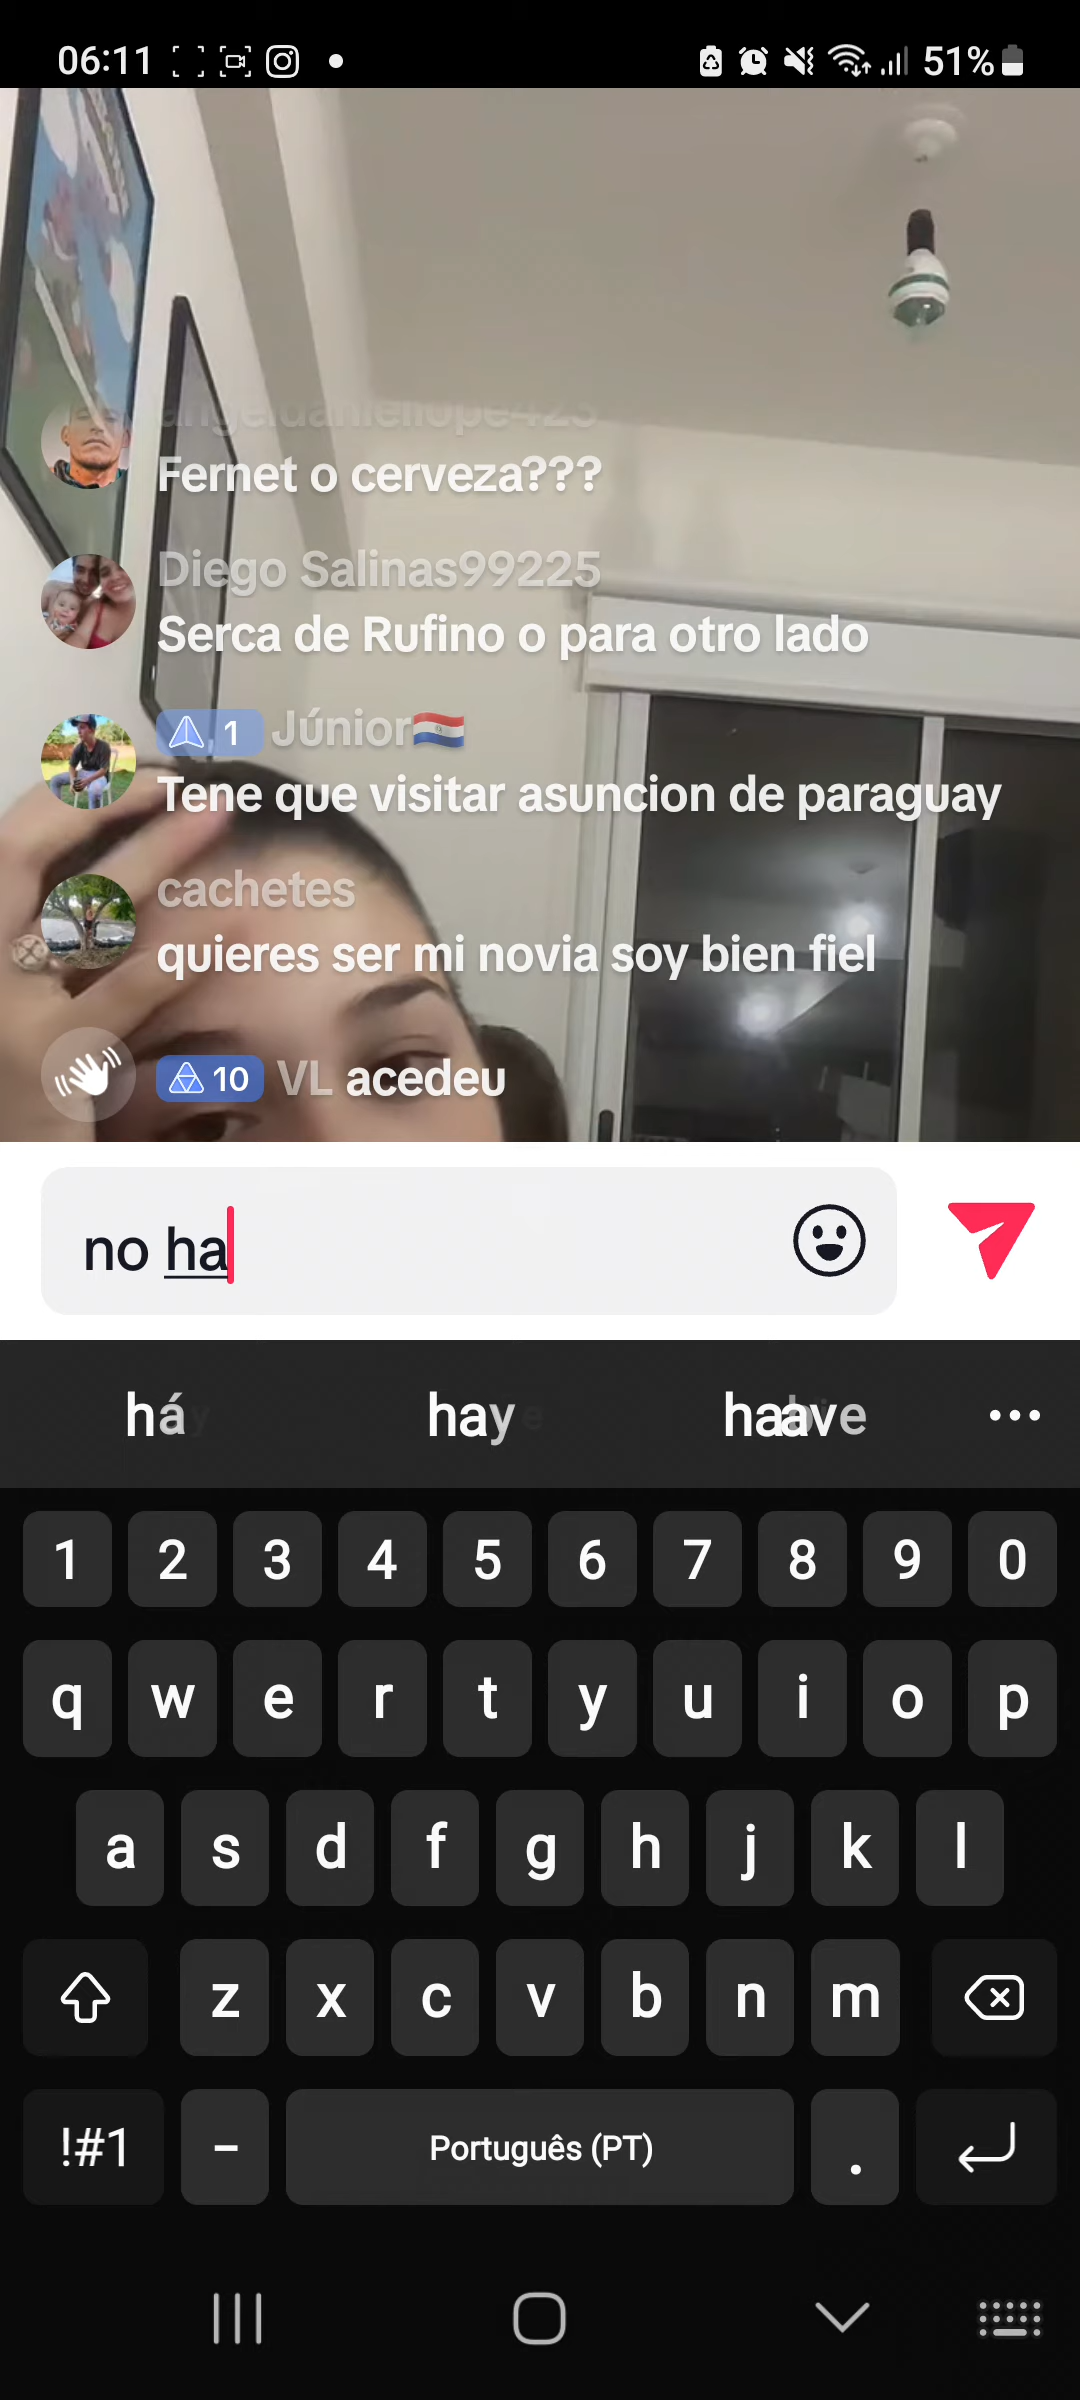 06:11
51%
angeldaniellope423
Fernet o cerveza???
Diego Salinas99225
Serca de Rufino o para otro lado
1 Júnior🇵🇾
Tene que visitar asuncion de paraguay
cachetes
quieres ser mi novia soy bien fiel
10 VL acedeu
no ha
há hay
1 2 3 4 5 6 7 8 9 0
q w e r t y u i o p
a s d f g h j k l
z x c v b n m
!#1 - Português (PT) .